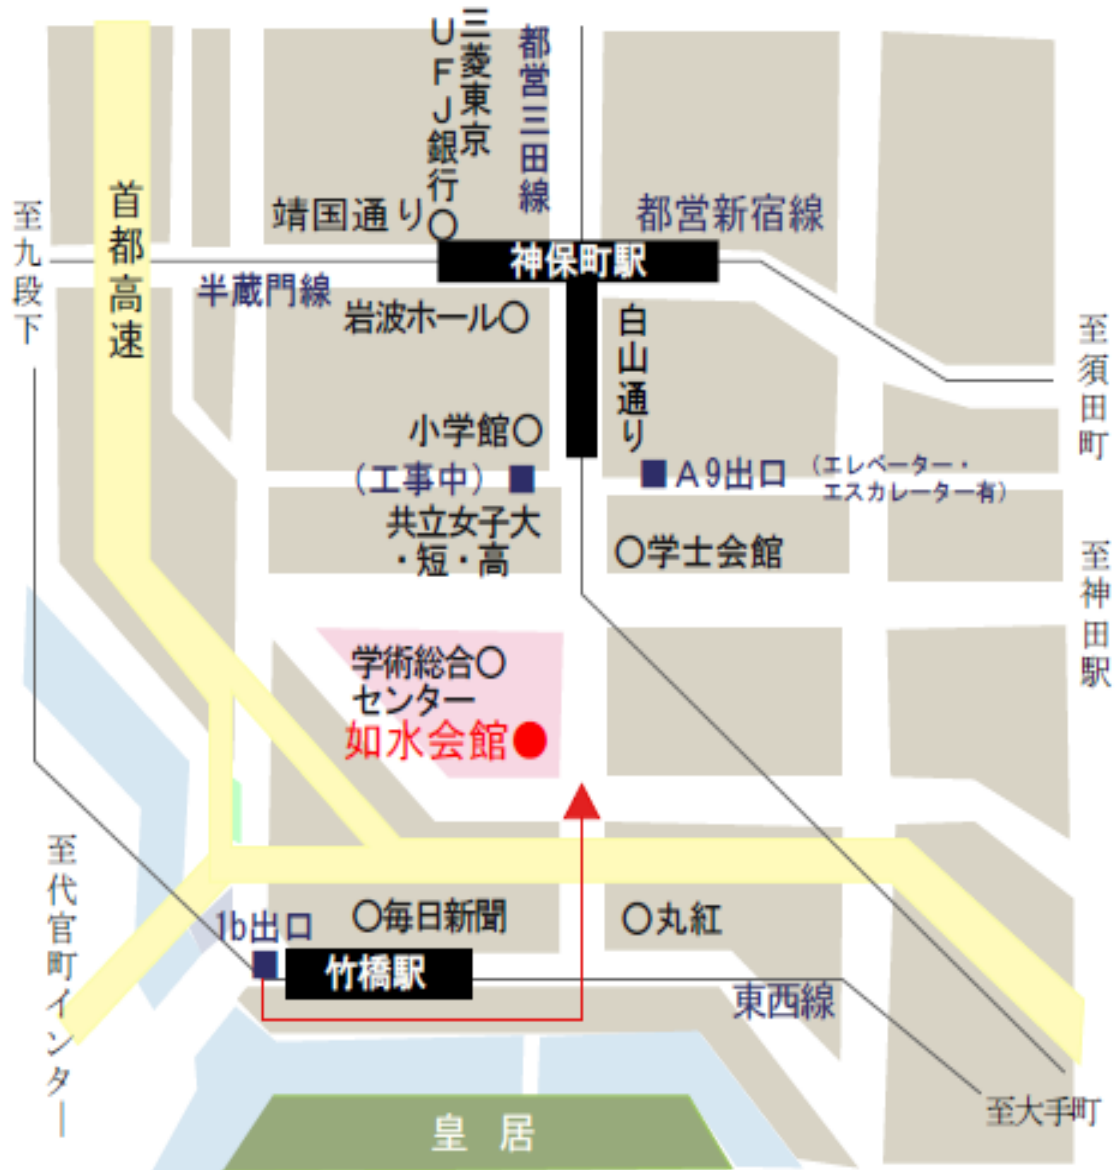 三菱東京
UFJ銀行〇
都営三田線
首都高速
至九段下
靖国通り
都営新宿線
神保町駅
半蔵門線
岩波ホール〇
白山通り
至須田町
小学館〇
(工事中)■
■A9出口
(エレベーター・
エスカレーター有)
共立女子大
・短・高
〇学士会館
至神田駅
学術総合〇
センター
如水会館●
至代官町インター
1b出口
〇毎日新聞
〇丸紅
竹橋駅
東西線
至大手町
皇居